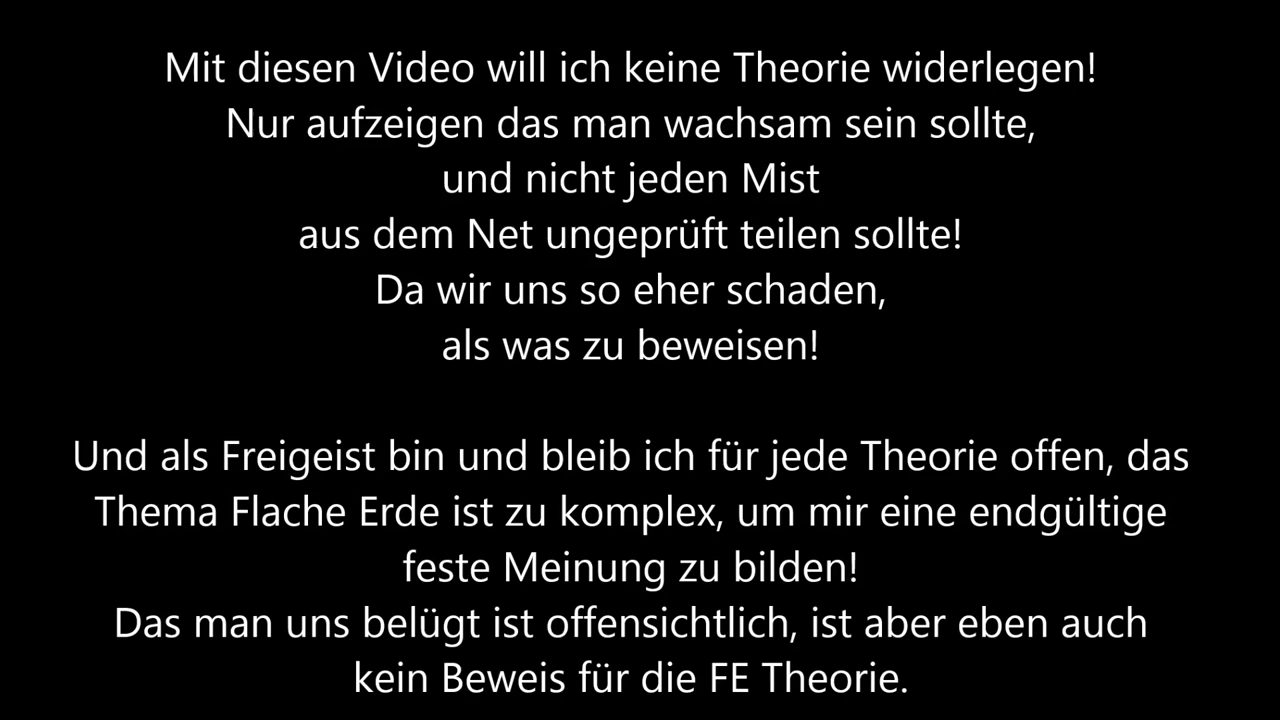 Mit diesen Video will ich keine Theorie widerlegen!
Nur aufzeigen das man wachsam sein sollte,
und nicht jeden Mist
aus dem Net ungeprüft teilen sollte!
Da wir uns so eher schaden,
als was zu beweisen!
Und als Freigeist bin und bleib ich für jede Theorie offen, das
Thema Flache Erde ist zu komplex, um mir eine endgültige
feste Meinung zu bilden!
Das man uns belügt ist offensichtlich, ist aber eben auch
kein Beweis für die FE Theorie.